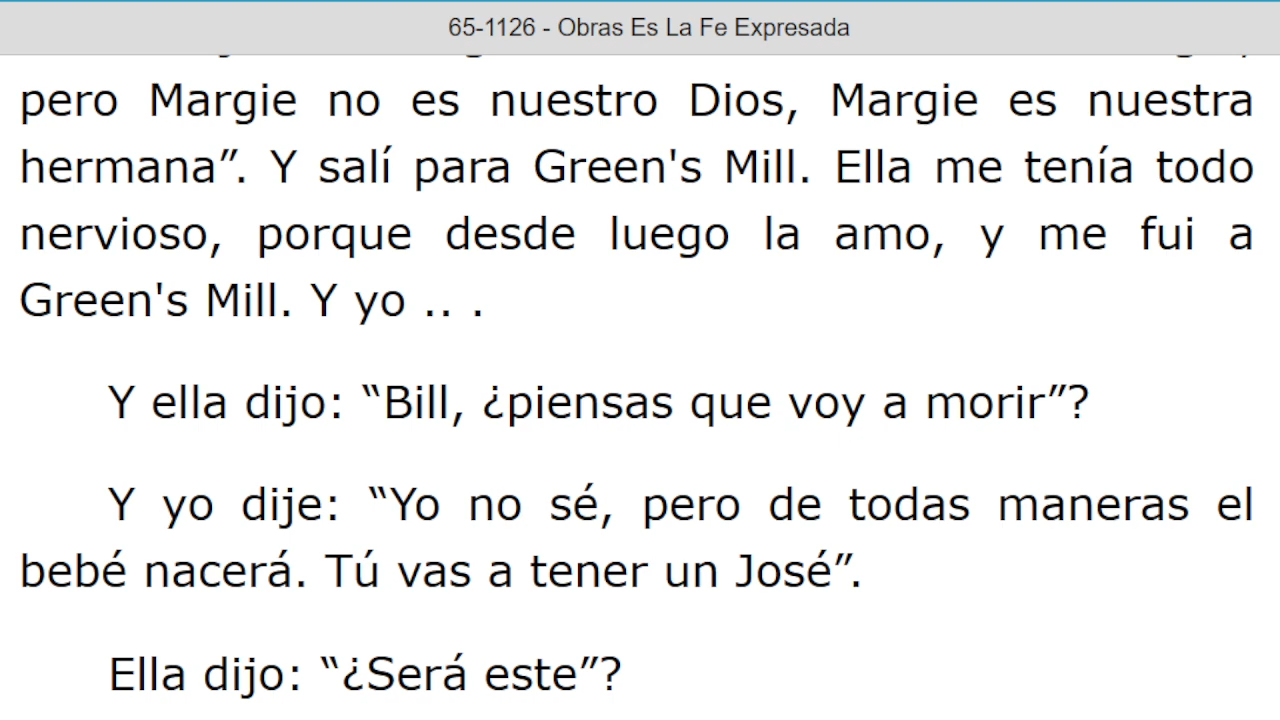 65-1126 - Obras Es La Fe Expresada
pero Margie no es nuestro Dios, Margie es nuestra
hermana”. Y salí para Green's Mill. Ella me tenía todo
nervioso, porque desde luego la amo, y me fui a
Green's Mill. Y yo .. .
Y ella dijo: “Bill, ¿piensas que voy a morir”?
Y yo dije: “Yo no sé, pero de todas maneras el
bebé nacerá. Tú vas a tener un José”.
Ella dijo: “¿Será este”?